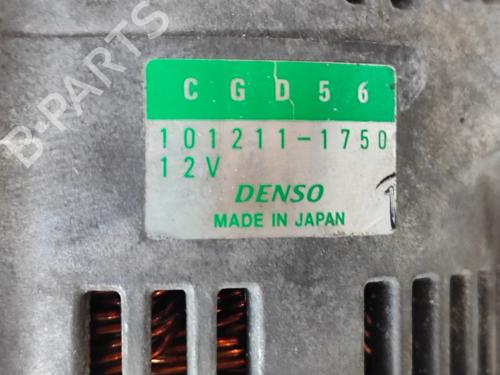 B-PARTS
CGD56
101211-1750
12V
DENSO
MADE IN JAPAN